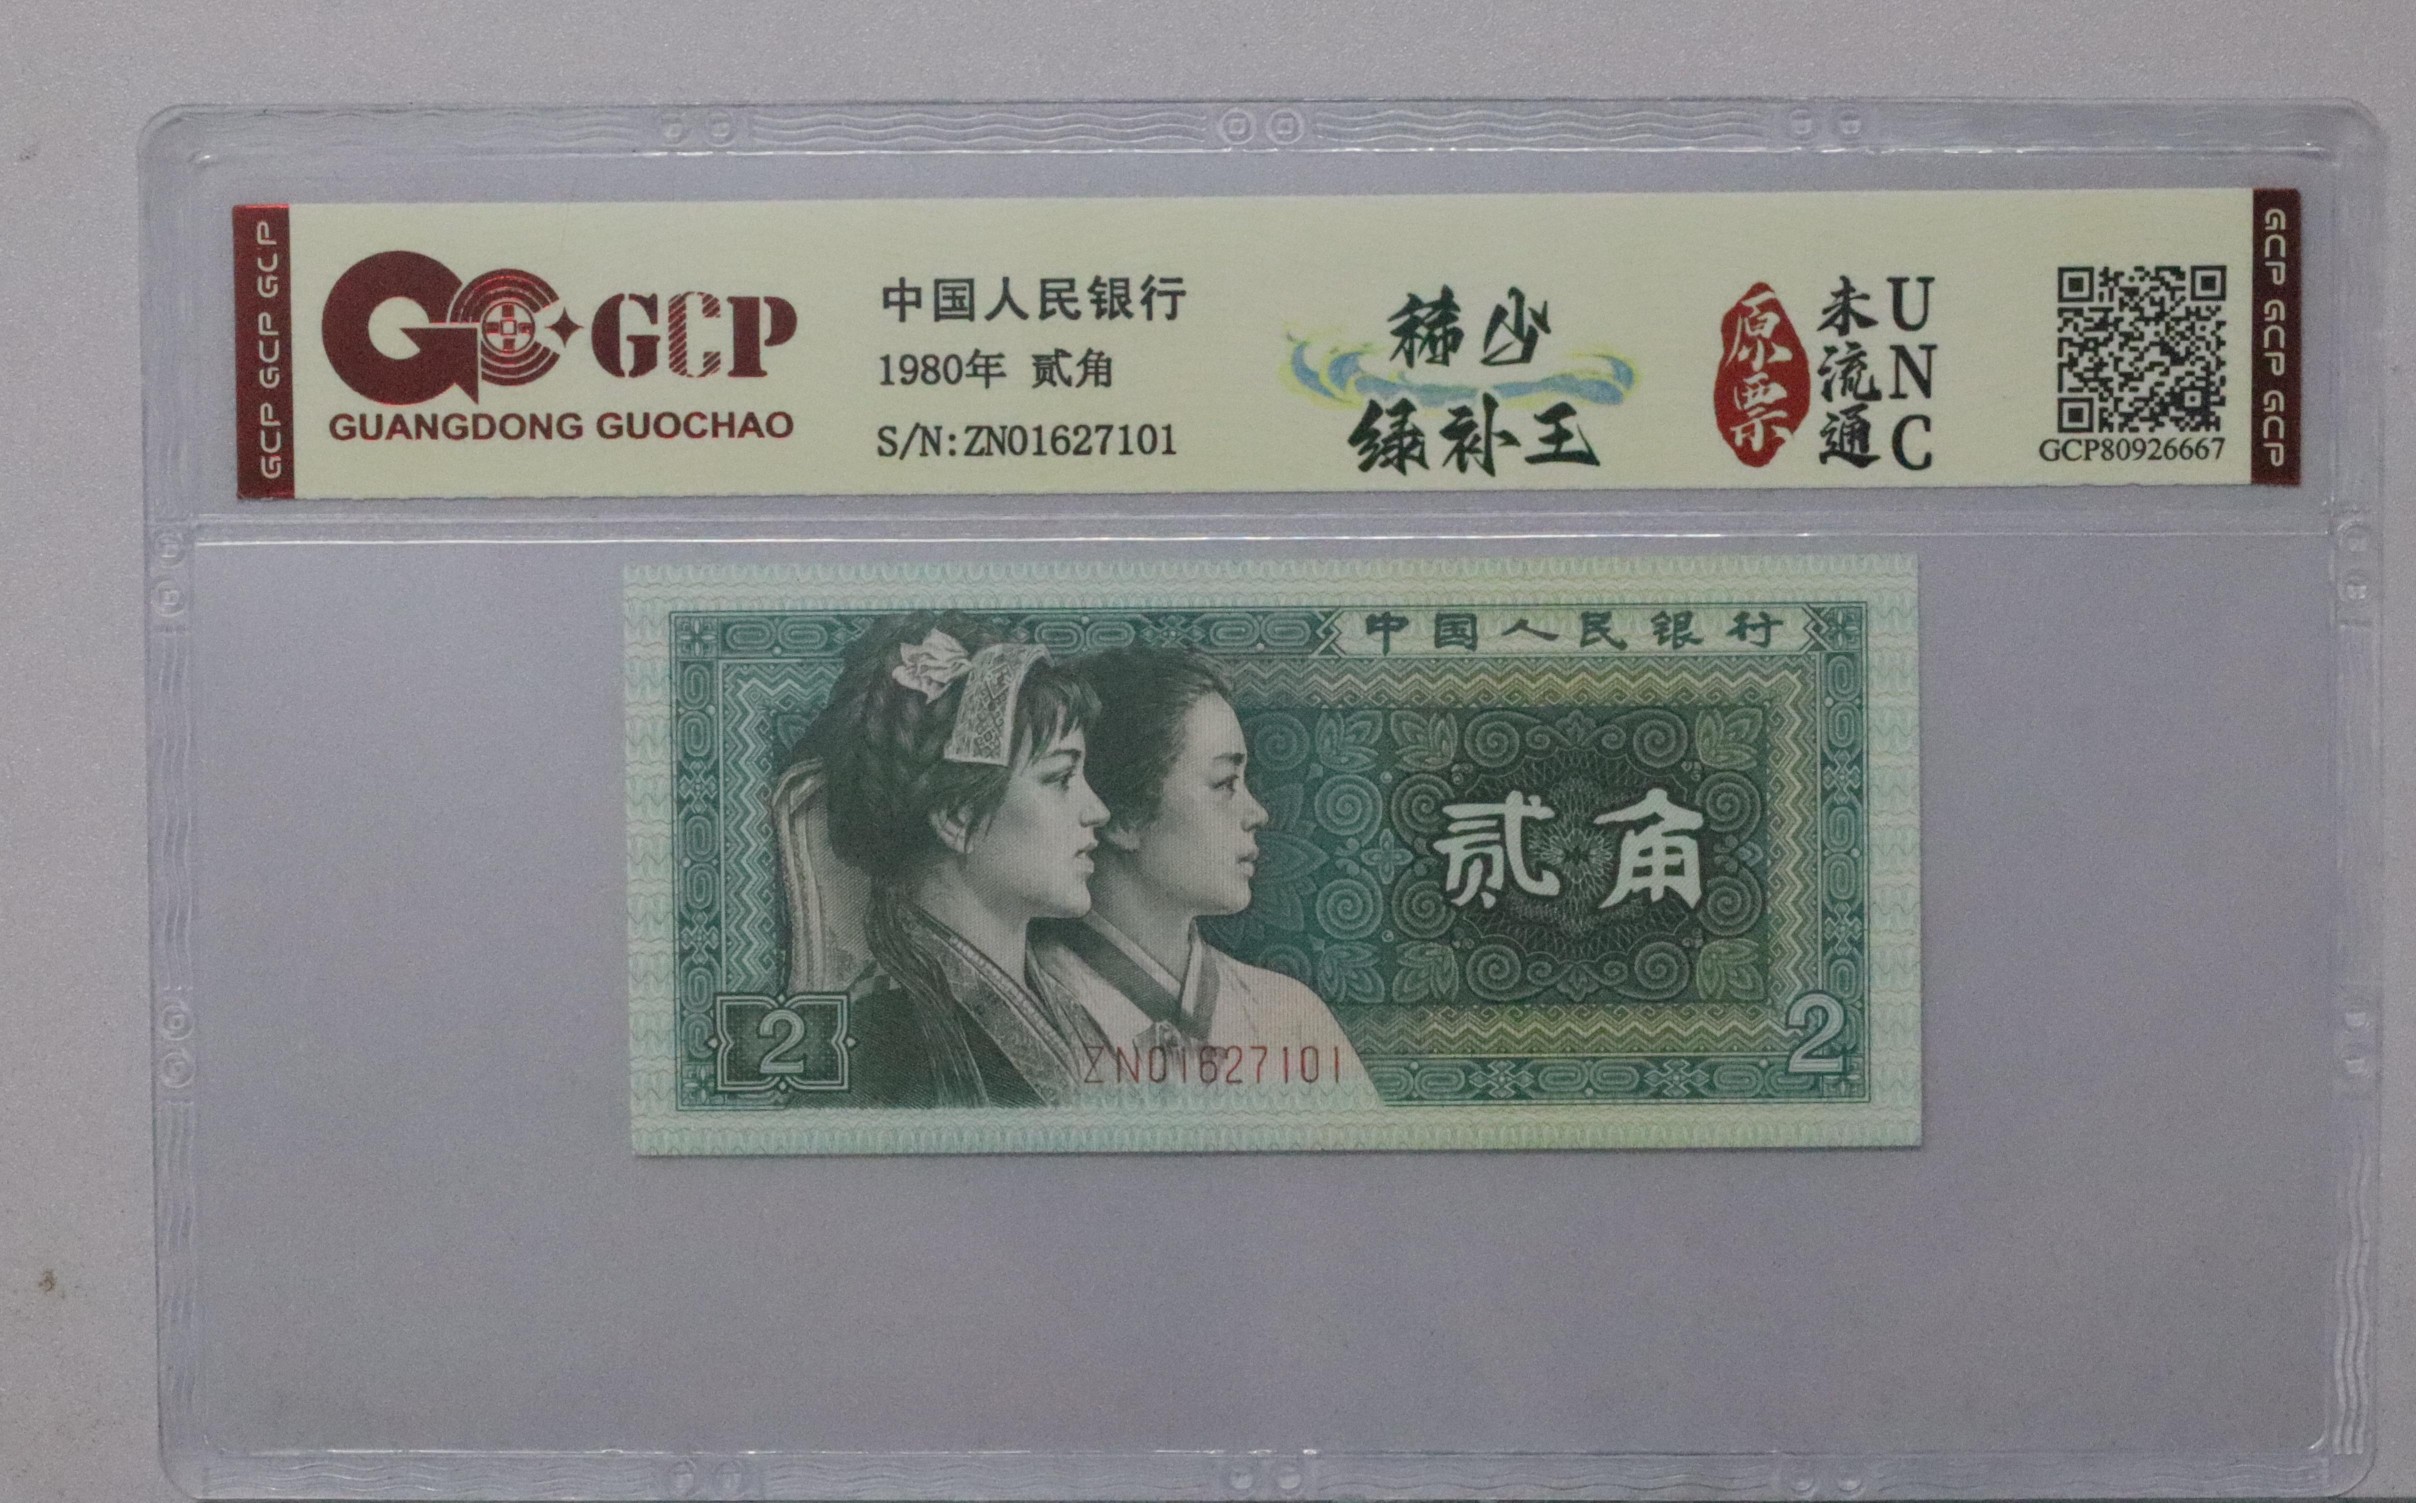 GCP GCP GCP
GCP
GUANGDONG GUOCHAO
中国人民银行
1980年 贰角
S/N:ZN01627101
稀少
绿补王
原票
未流通
UNC
GCP80926667
GCP GCP GCP
中国人民银行
贰角
2
ZN01627101
2